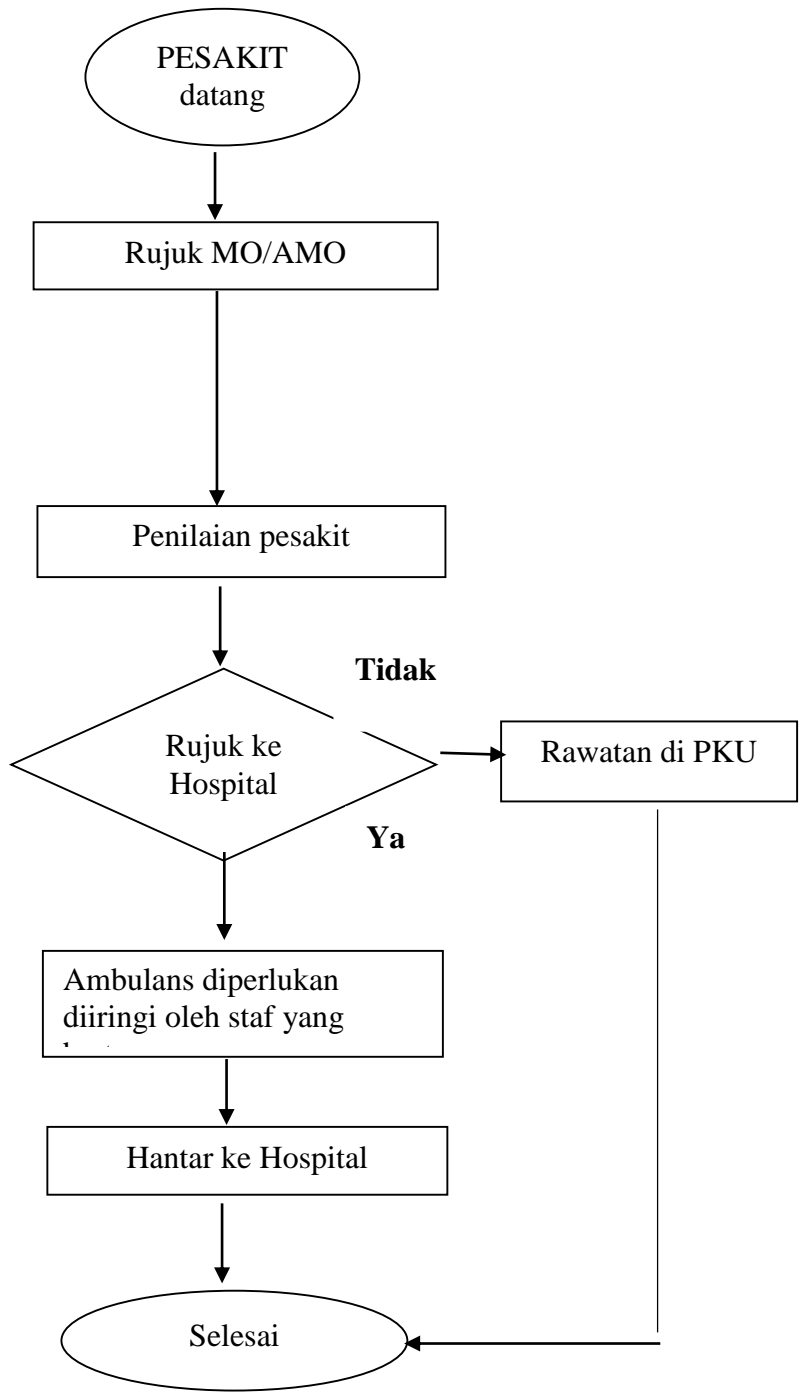 PESAKIT
datang
Rujuk MO/AMO
Penilaian pesakit
Tidak
Rujuk ke
Hospital
Rawatan di PKU
Ya
Ambulans diperlukan
diiringi oleh staf yang
Hantar ke Hospital
Selesai